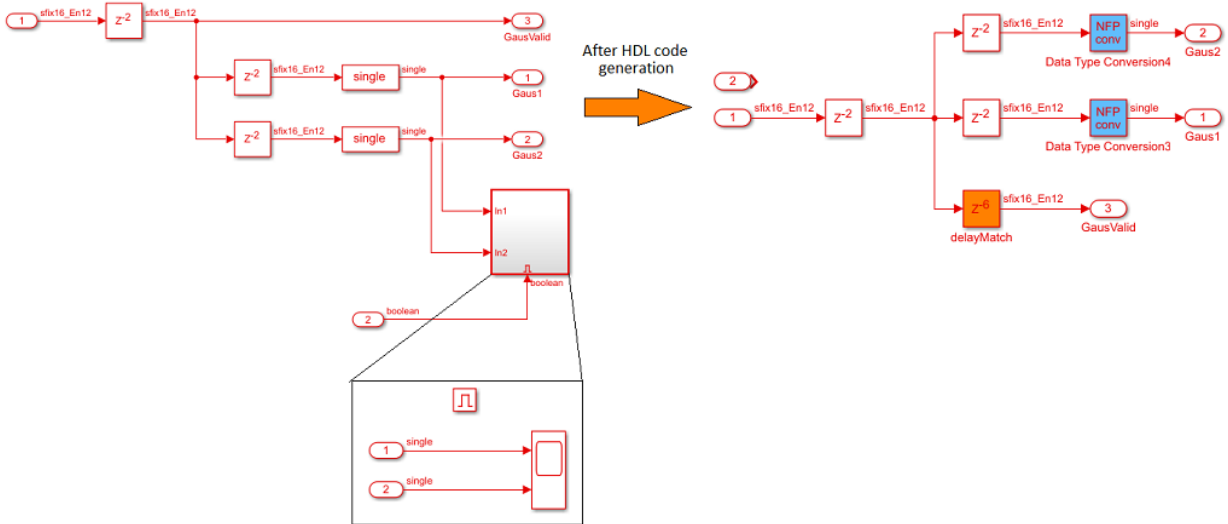 1
sfix16_En12
Z-2
sfix16_En12
3
GausValid
Z-2
sfix16_En12
single
single
1
Gaus1
Z-2
sfix16_En12
single
single
2
Gaus2
In1
In2
boolean
2
boolean
1
single
2
single
After HDL code
generation
Z-2
sfix16_En12
NFP
conv
single
2
Gaus2
Data Type Conversion4
2
1
sfix16_En12
Z-2
sfix16_En12
Z-2
sfix16_En12
NFP
conv
single
1
Gaus1
Data Type Conversion3
Z-6
sfix16_En12
3
GausValid
delayMatch